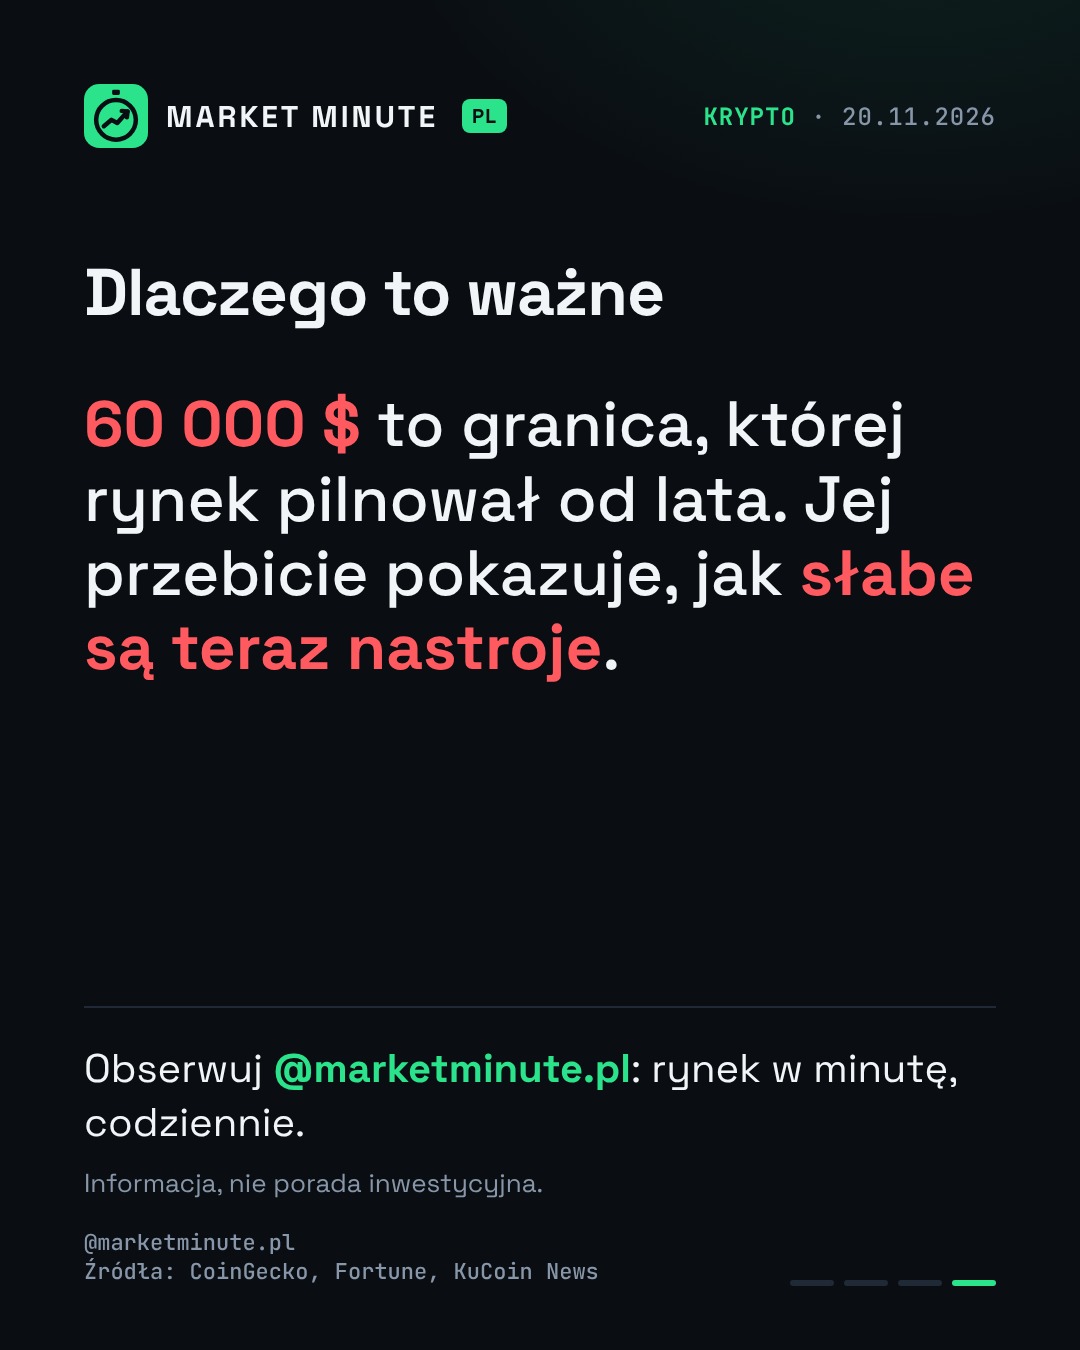 MARKET MINUTE PL
KRYPTO · 20.11.2026
Dlaczego to ważne
60 000 $ to granica, której
rynek pilnował od lata. Jej
przebicie pokazuje, jak słabe
są teraz nastroje.
Obserwuj @marketminute.pl: rynek w minutę,
codziennie.
Informacja, nie porada inwestycyjna.
@marketminute.pl
Źródła: CoinGecko, Fortune, KuCoin News